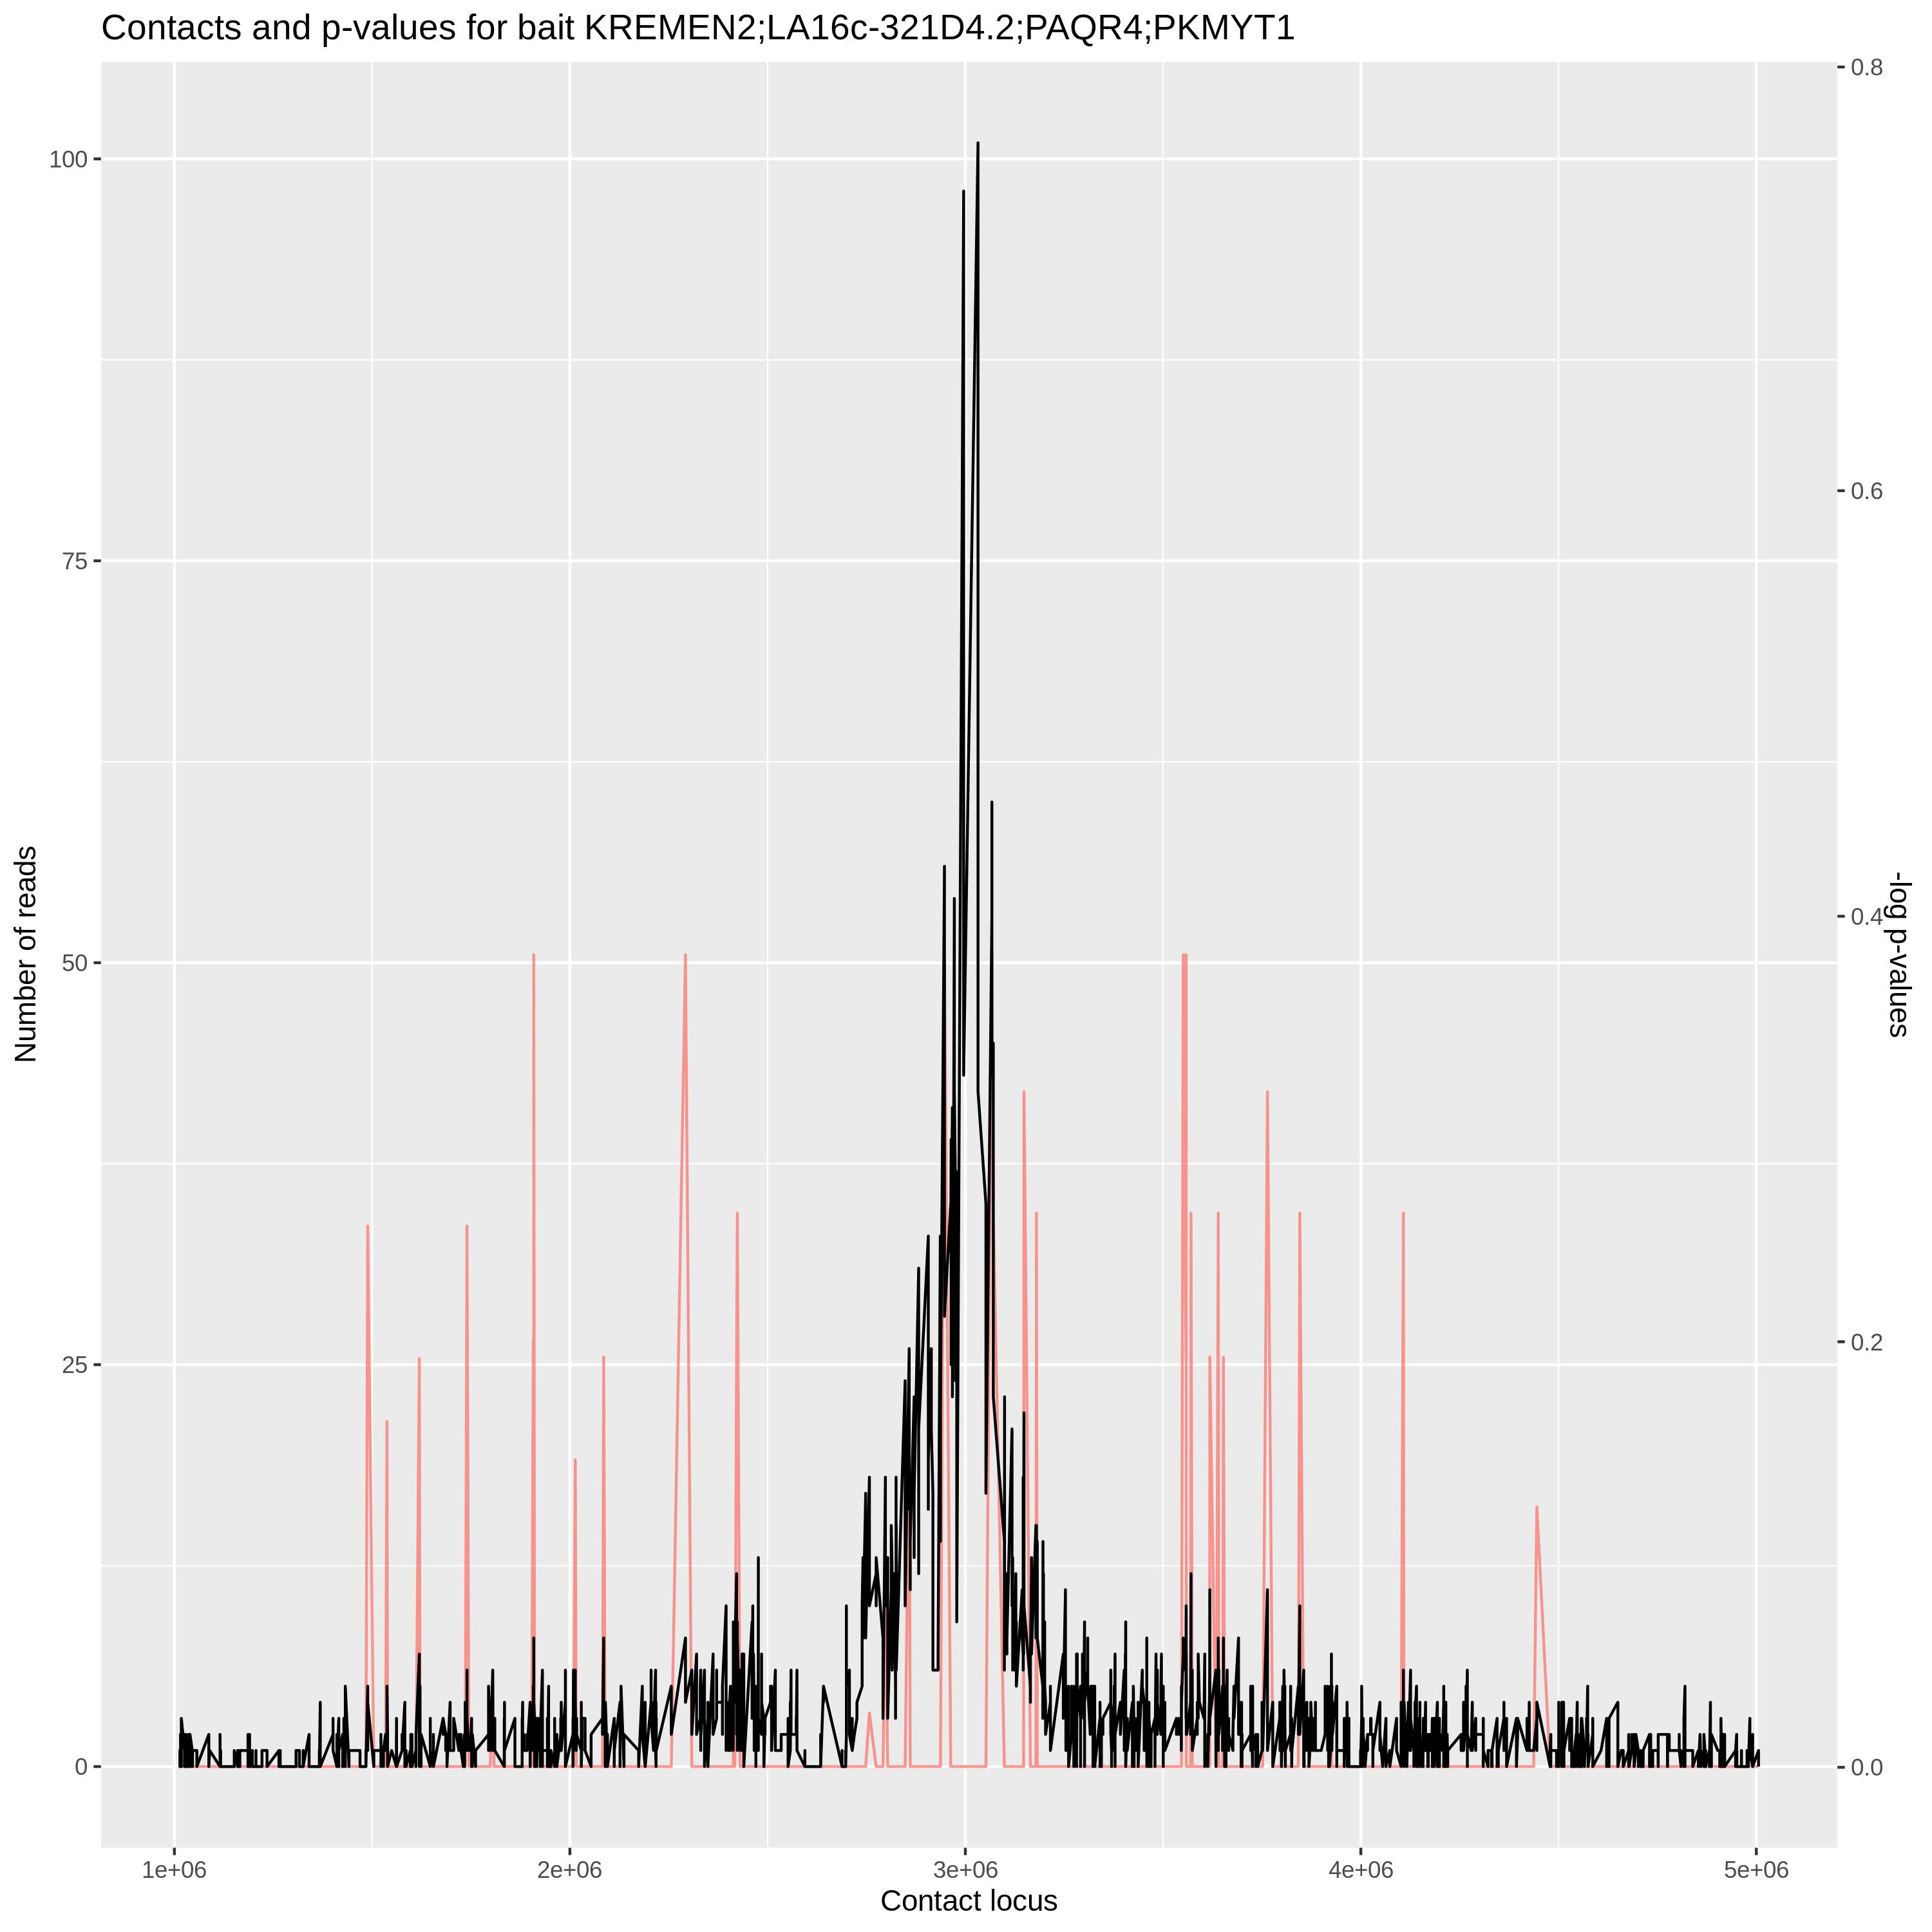 Contacts and p-values for bait KREMEN2;LA16c-321D4.2;PAQR4;PKMYT1
Number of reads
100
75
50
25
0
0.8
0.6
0.4
0.2
0.0
-log p-values
1e+06 2e+06 3e+06 4e+06 5e+06
Contact locus